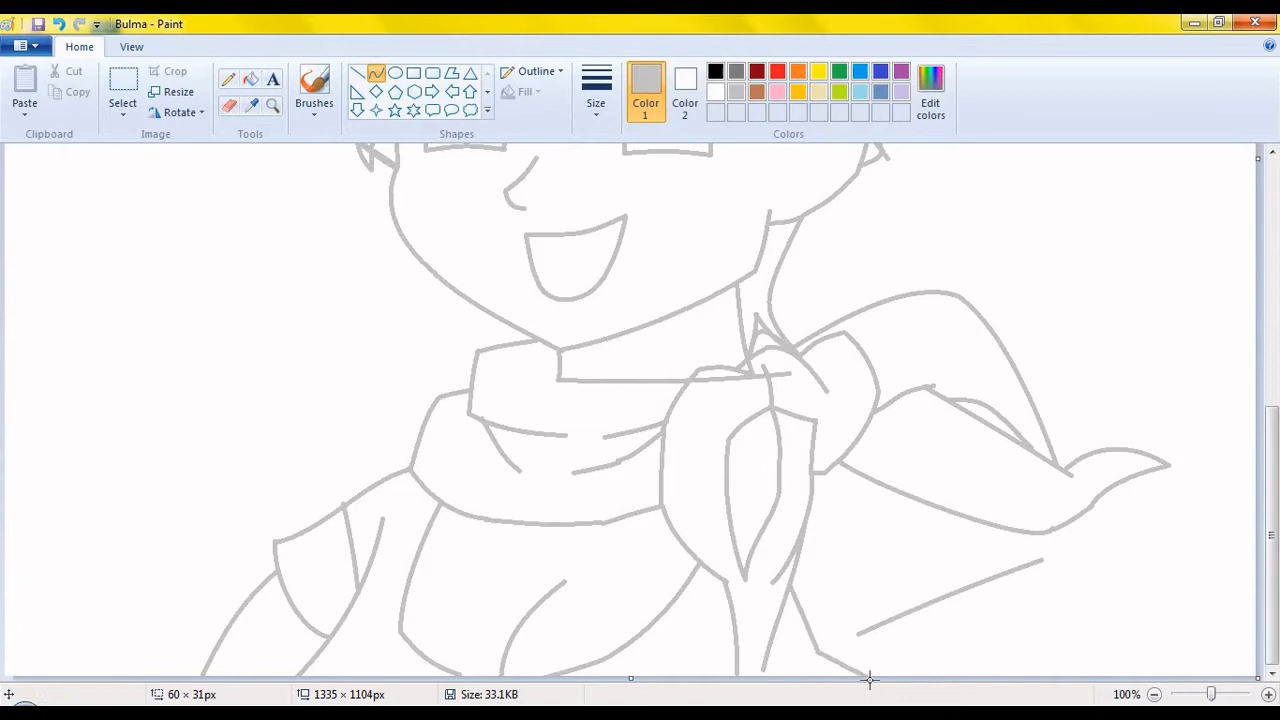 Bulma - Paint
Home View
Paste
Cut
Copy
Clipboard
Select
Crop
Resize
Rotate
Image
A
Tools
Brushes
Outline
Fill
Shapes
Size
Color 1
Color 2
Edit colors
Colors
60 × 31px
1335 × 1104px
Size: 33.1KB
100%